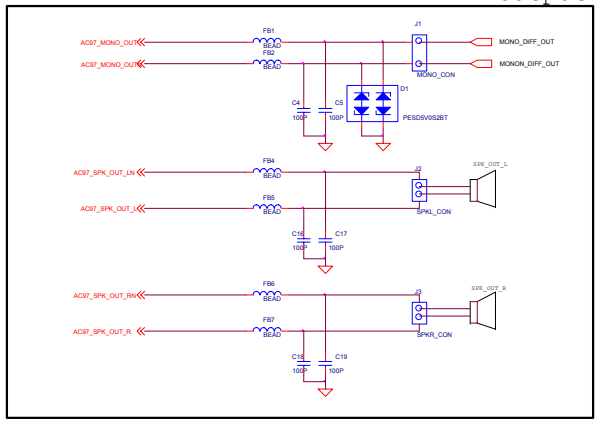 FB1
J1
AC97_MONO_OUT
BEAD
MONO_DIFF_OUT
FB2
AC97_MONO_OUT
BEAD
MONON_DIFF_OUT
MONO_CON
D1
C4
C5
100P
100P
PESD5V0S2BT
FB4
J2
SPK_OUT_L
AC97_SPK_OUT_LN
BEAD
FB5
AC97_SPK_OUT_L
BEAD
SPKL_CON
C16
C17
100P
100P
FB6
J3
SPK_OUT_R
AC97_SPK_OUT_RN
BEAD
FB7
AC97_SPK_OUT_R
BEAD
SPKR_CON
C18
C19
100P
100P